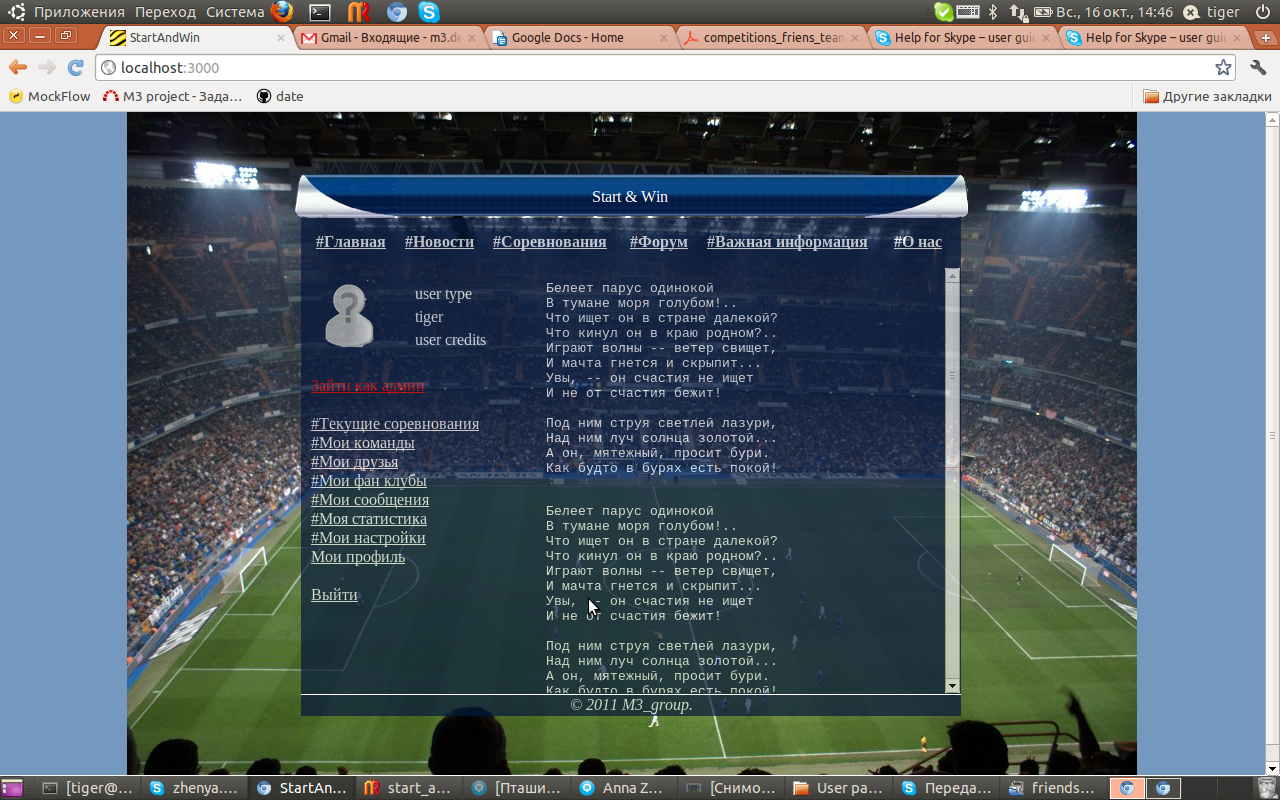 Приложения Переход Система
Вс., 16 окт., 14:46 tiger
StartAndWin
Gmail - Входящие - m3.de
Google Docs - Home
competitions_friens_team
Help for Skype – user guid
Help for Skype – user guid
localhost:3000
MockFlow
M3 project - Зада...
date
Другие закладки
Start & Win
#Главная #Новости #Соревнования #Форум #Важная информация #О нас
user type
tiger
user credits
Зайти как админ
#Текущие соревнования
#Мои команды
#Мои друзья
#Мои фан клубы
#Мои сообщения
#Моя статистика
#Мои настройки
Мои профиль
Выйти
Белеет парус одинокой
В тумане моря голубом!..
Что ищет он в стране далекой?
Что кинул он в краю родном?..
Играют волны -- ветер свищет,
И мачта гнется и скрыпит...
Увы, -- он счастия не ищет
И не от счастия бежит!
Под ним струя светлей лазури,
Над ним луч солнца золотой...
А он, мятежный, просит бури.
Как будто в бурях есть покой!
Белеет парус одинокой
В тумане моря голубом!..
Что ищет он в стране далекой?
Что кинул он в краю родном?..
Играют волны -- ветер свищет,
И мачта гнется и скрыпит...
Увы, -- он счастия не ищет
И не от счастия бежит!
Под ним струя светлей лазури,
Над ним луч солнца золотой...
А он, мятежный, просит бури.
Как будто в бурях есть покой!
© 2011 M3_group.
[tiger@...
zhenya....
StartAn...
start_a...
[Пташи...
Anna Z...
[Снимо...
User pa...
Переда...
friends...